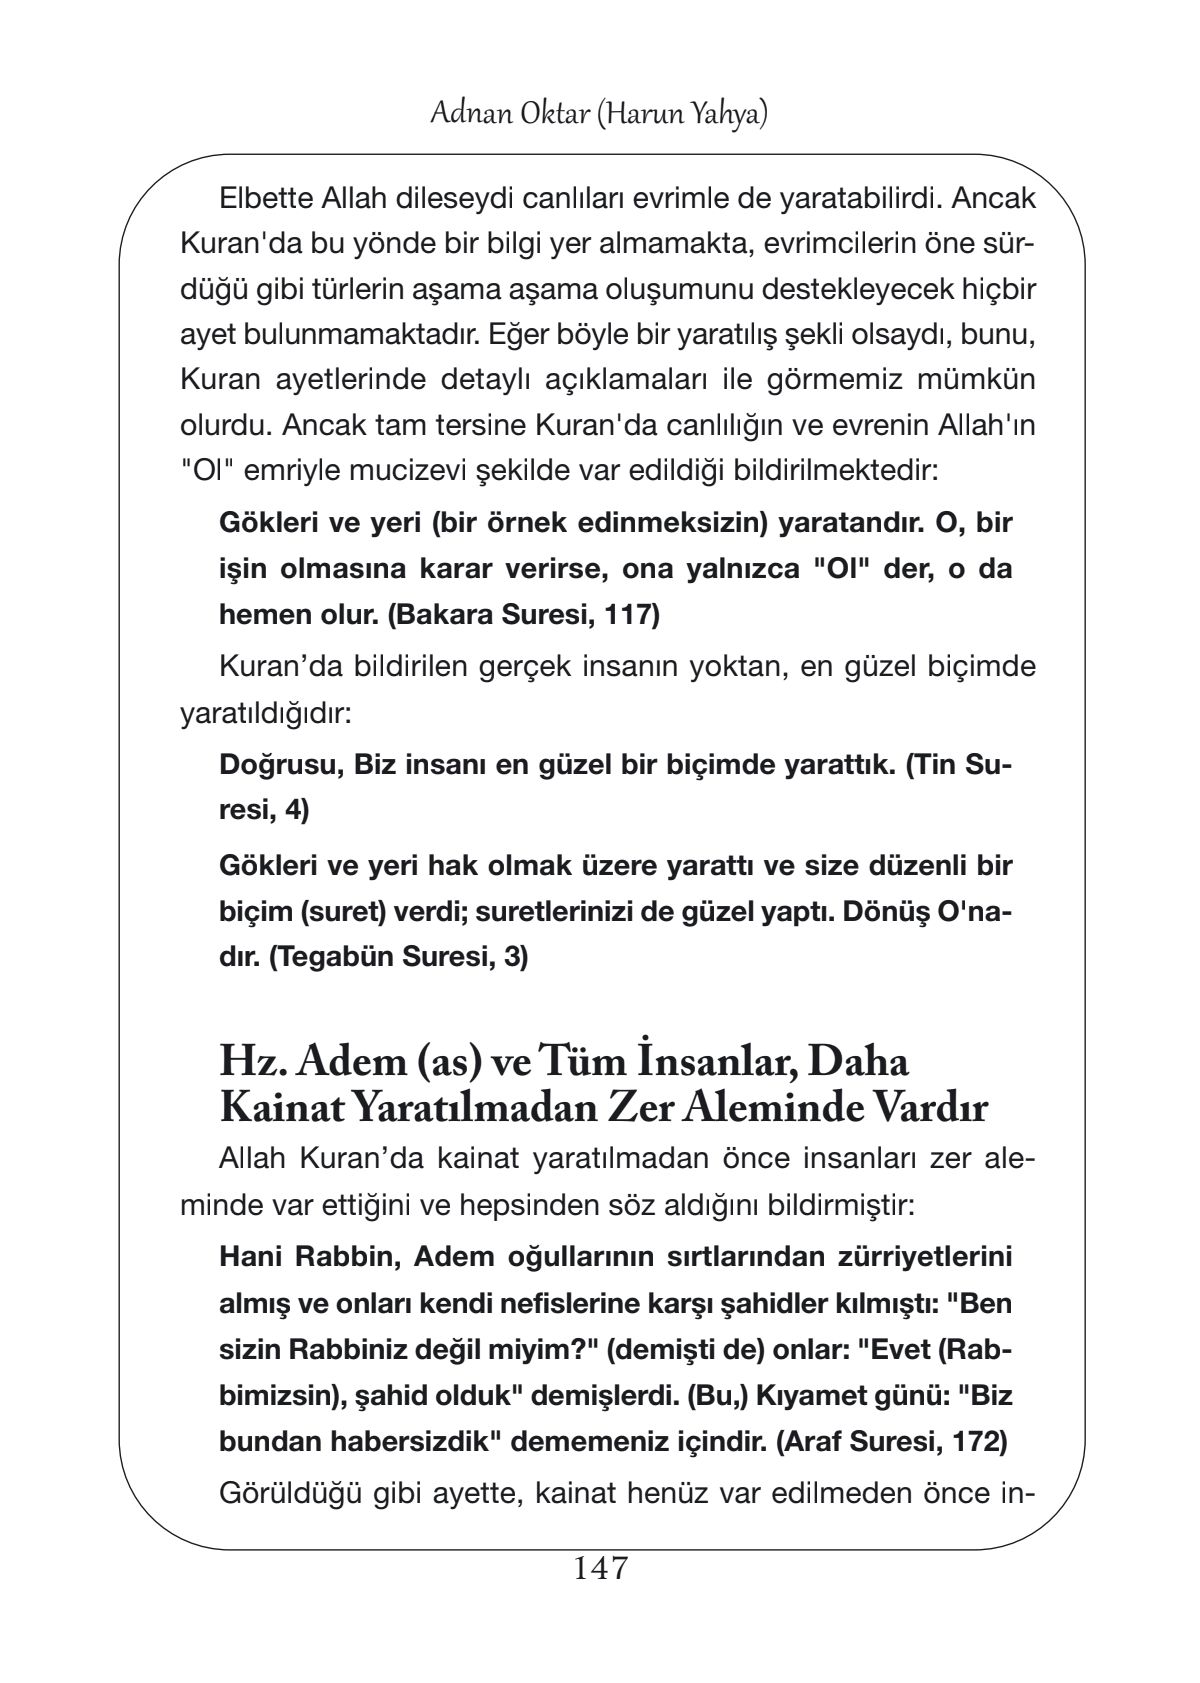 Adnan Oktar (Harun Yahya)
Elbette Allah dileseydi canlıları evrimle de yaratabilirdi. Ancak
Kuran'da bu yönde bir bilgi yer almamakta, evrimcilerin öne sür-
düğü gibi türlerin aşama aşama oluşumunu destekleyecek hiçbir
ayet bulunmamaktadır. Eğer böyle bir yaratılış şekli olsaydı, bunu,
Kuran ayetlerinde detaylı açıklamaları ile görmemiz mümkün
olurdu. Ancak tam tersine Kuran'da canlılığın ve evrenin Allah'ın
"Ol" emriyle mucizevi şekilde var edildiği bildirilmektedir:
Gökleri ve yeri (bir örnek edinmeksizin) yaratandır. O, bir
işin olmasına karar verirse, ona yalnızca "Ol" der, o da
hemen olur. (Bakara Suresi, 117)
Kuran’da bildirilen gerçek insanın yoktan, en güzel biçimde
yaratıldığıdır:
Doğrusu, Biz insanı en güzel bir biçimde yarattık. (Tin Su-
resi, 4)
Gökleri ve yeri hak olmak üzere yarattı ve size düzenli bir
biçim (suret) verdi; suretlerinizi de güzel yaptı. Dönüş O'na-
dır. (Tegabün Suresi, 3)
Hz. Adem (as) ve Tüm İnsanlar, Daha
Kainat Yaratılmadan Zer Aleminde Vardır
Allah Kuran’da kainat yaratılmadan önce insanları zer ale-
minde var ettiğini ve hepsinden söz aldığını bildirmiştir:
Hani Rabbin, Adem oğullarının sırtlarından zürriyetlerini
almış ve onları kendi nefislerine karşı şahidler kılmıştı: "Ben
sizin Rabbiniz değil miyim?" (demişti de) onlar: "Evet (Rab-
bimizsin), şahid olduk" demişlerdi. (Bu,) Kıyamet günü: "Biz
bundan habersizdik" dememeniz içindir. (Araf Suresi, 172)
Görüldüğü gibi ayette, kainat henüz var edilmeden önce in-
147